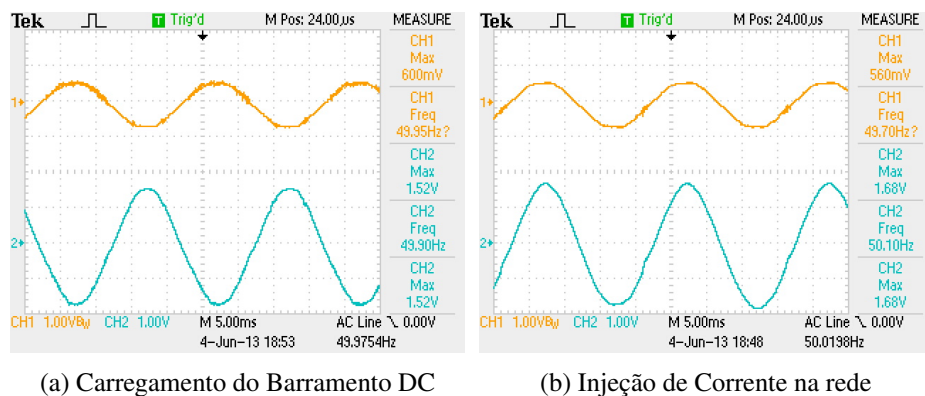 Tek T Trig'd M Pos: 24.00us MEASURE
CH1
Max
600mV
CH1
Freq
49.95Hz?
CH2
Max
1.52V
CH2
Freq
49.90Hz
CH2
Max
1.52V
1
2
CH1 1.00VBW CH2 1.00V M 5.00ms AC Line \ 0.00V
4-Jun-13 18:53 49.9754Hz
(a) Carregamento do Barramento DC
Tek T Trig'd M Pos: 24.00us MEASURE
CH1
Max
560mV
CH1
Freq
49.70Hz?
CH2
Max
1.68V
CH2
Freq
50.10Hz
CH2
Max
1.68V
1
2
CH1 1.00VBW CH2 1.00V M 5.00ms AC Line \ 0.00V
4-Jun-13 18:48 50.0198Hz
(b) Injeção de Corrente na rede